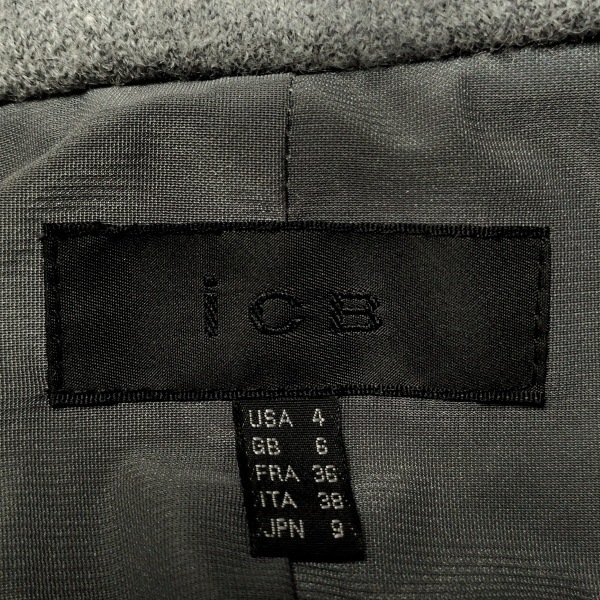 iCB
USA 4
GB 6
FRA 36
ITA 38
JPN 9